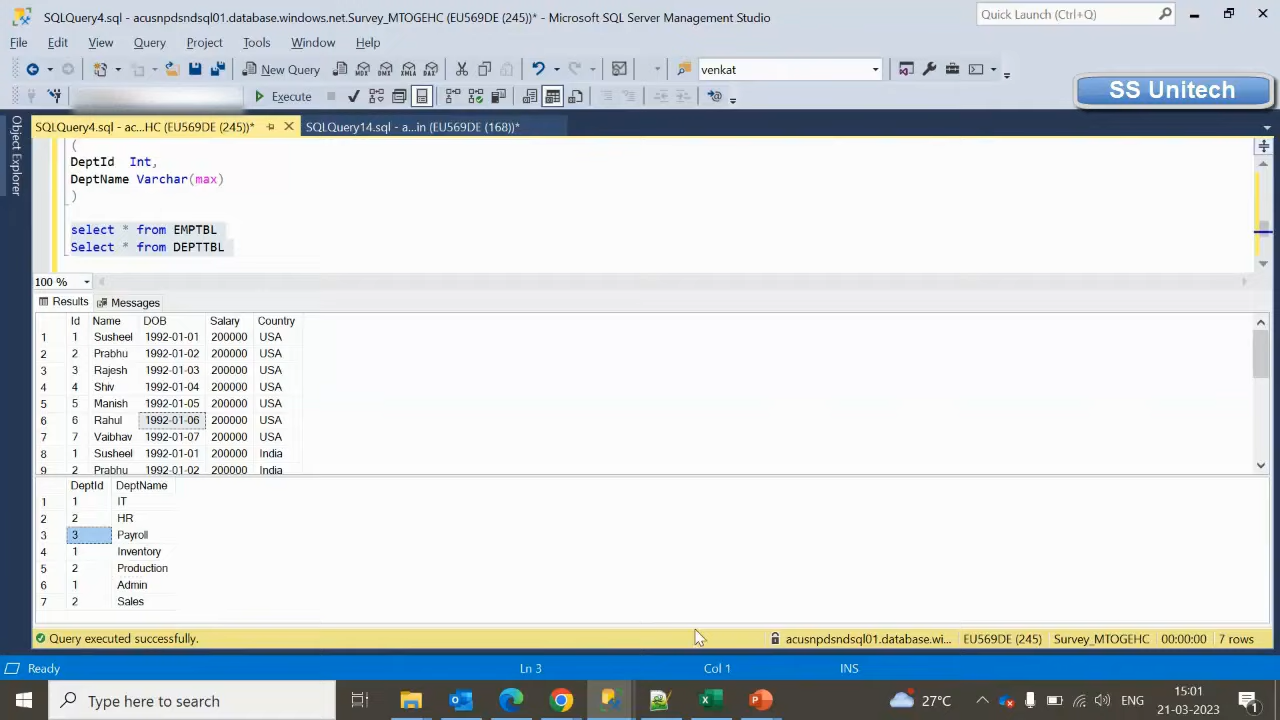 SQLQuery4.sql - acusnpdsndsql01.database.windows.net.Survey_MTOGEHC (EU569DE (245))* - Microsoft SQL Server Management Studio
Quick Launch (Ctrl+Q)
File Edit View Query Project Tools Window Help
New Query MDX DMX XMLA DAX venkat
Execute
SS Unitech
SQLQuery4.sql - ac...HC (EU569DE (245))* SQLQuery14.sql - a...in (EU569DE (168))*
Object Explorer
(
DeptId Int,
DeptName Varchar(max)
)
select * from EMPTBL
Select * from DEPTTBL
100 %
Results Messages
Id Name DOB Salary Country
1 1 Susheel 1992-01-01 200000 USA
2 2 Prabhu 1992-01-02 200000 USA
3 3 Rajesh 1992-01-03 200000 USA
4 4 Shiv 1992-01-04 200000 USA
5 5 Manish 1992-01-05 200000 USA
6 6 Rahul 1992-01-06 200000 USA
7 7 Vaibhav 1992-01-07 200000 USA
8 1 Susheel 1992-01-01 200000 India
9 2 Prabhu 1992-01-02 200000 India
DeptId DeptName
1 1 IT
2 2 HR
3 3 Payroll
4 1 Inventory
5 2 Production
6 1 Admin
7 2 Sales
Query executed successfully. acusnpdsndsql01.database.wi... EU569DE (245) Survey_MTOGEHC 00:00:00 7 rows
Ready Ln 3 Col 1 INS
Type here to search 27°C ENG 15:01
21-03-2023
1